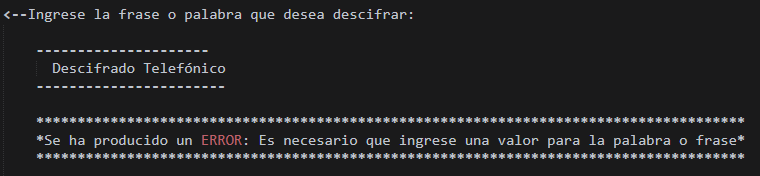 <--Ingrese la frase o palabra que desea descifrar:
---------------------
Descifrado Telefónico
-----------------------
**************************************************************************************
*Se ha producido un ERROR: Es necesario que ingrese una valor para la palabra o frase*
**************************************************************************************